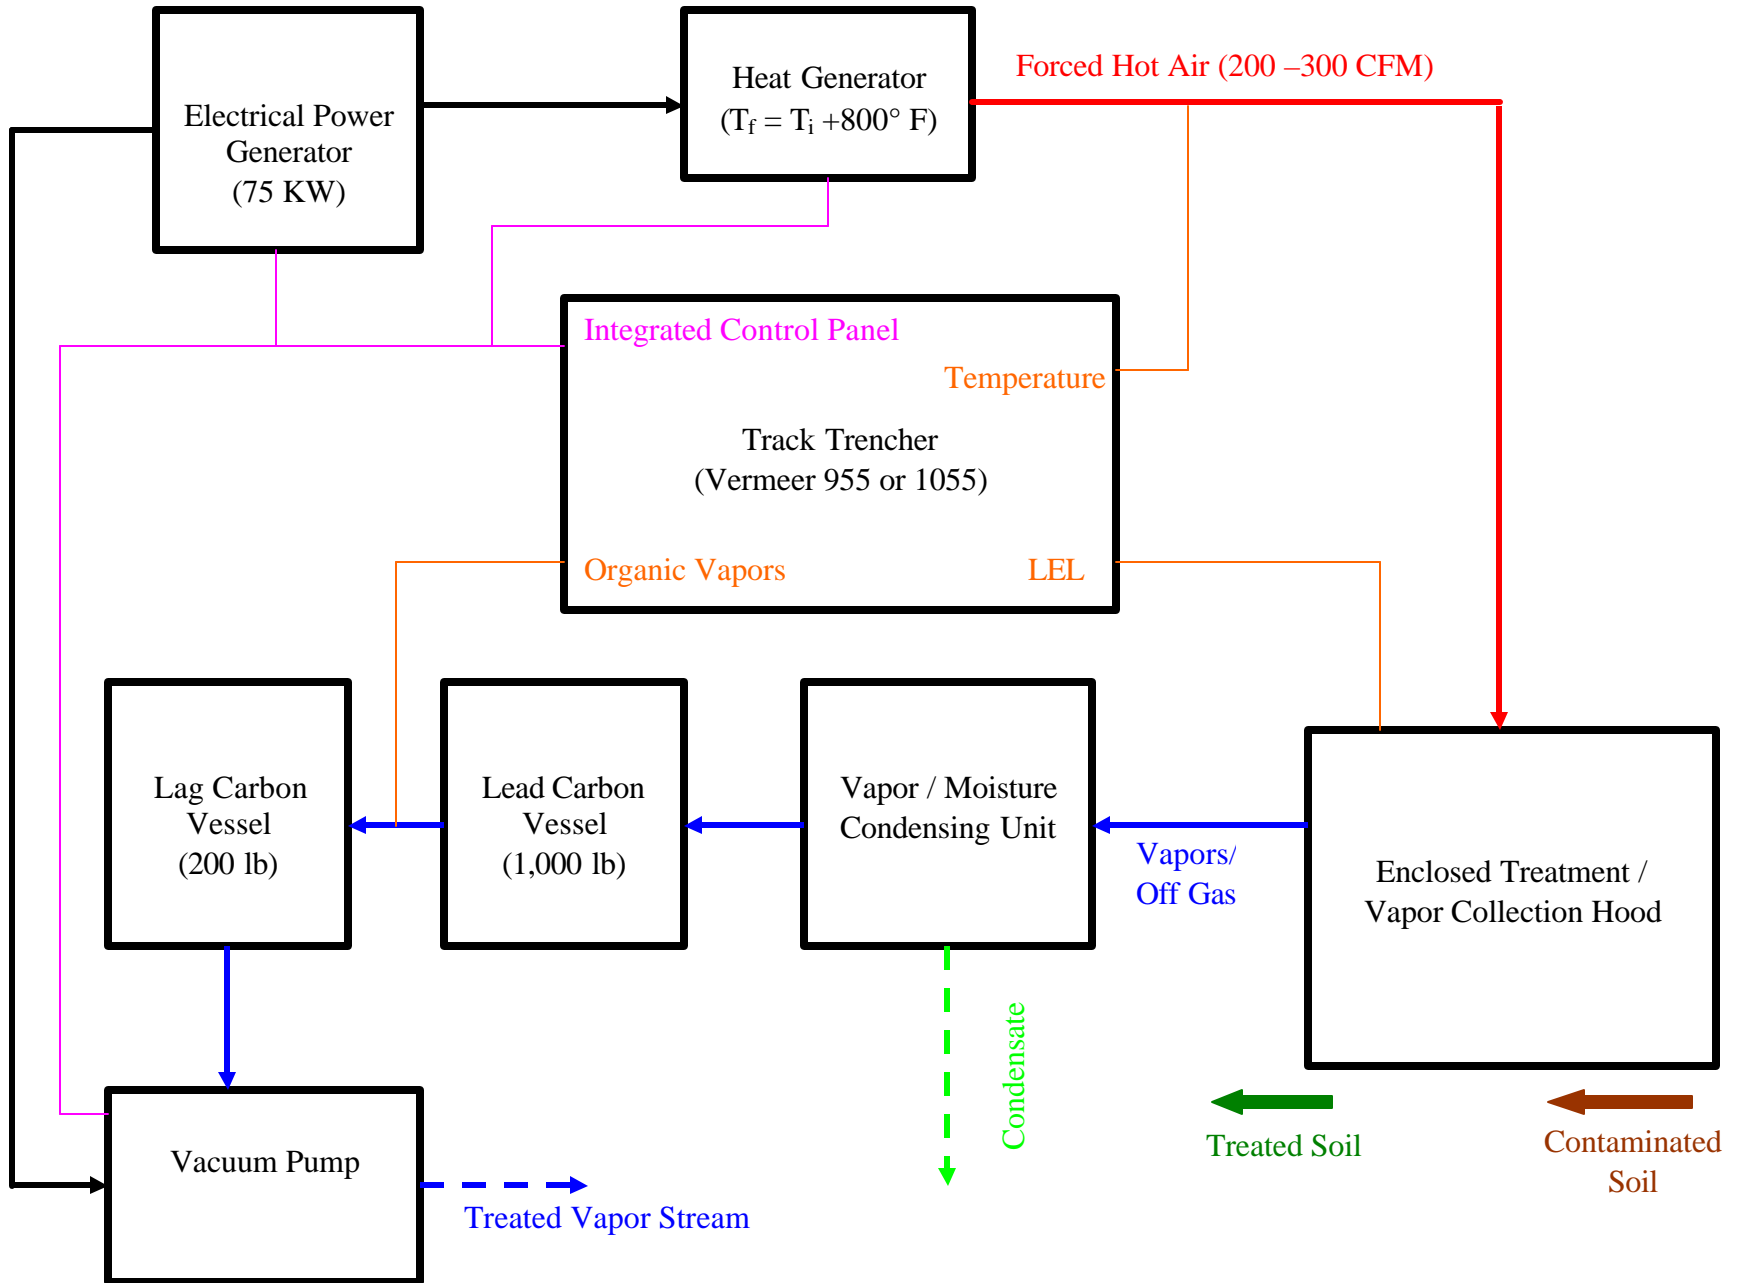 Electrical Power
Generator
(75 KW)
Heat Generator
(Tf = Ti +800° F)
Forced Hot Air (200 –300 CFM)
Integrated Control Panel
Temperature
Track Trencher
(Vermeer 955 or 1055)
Organic Vapors
LEL
Lag Carbon
Vessel
(200 lb)
Lead Carbon
Vessel
(1,000 lb)
Vapor / Moisture
Condensing Unit
Vapors/
Off Gas
Enclosed Treatment /
Vapor Collection Hood
Condensate
Treated Soil
Contaminated
Soil
Vacuum Pump
Treated Vapor Stream